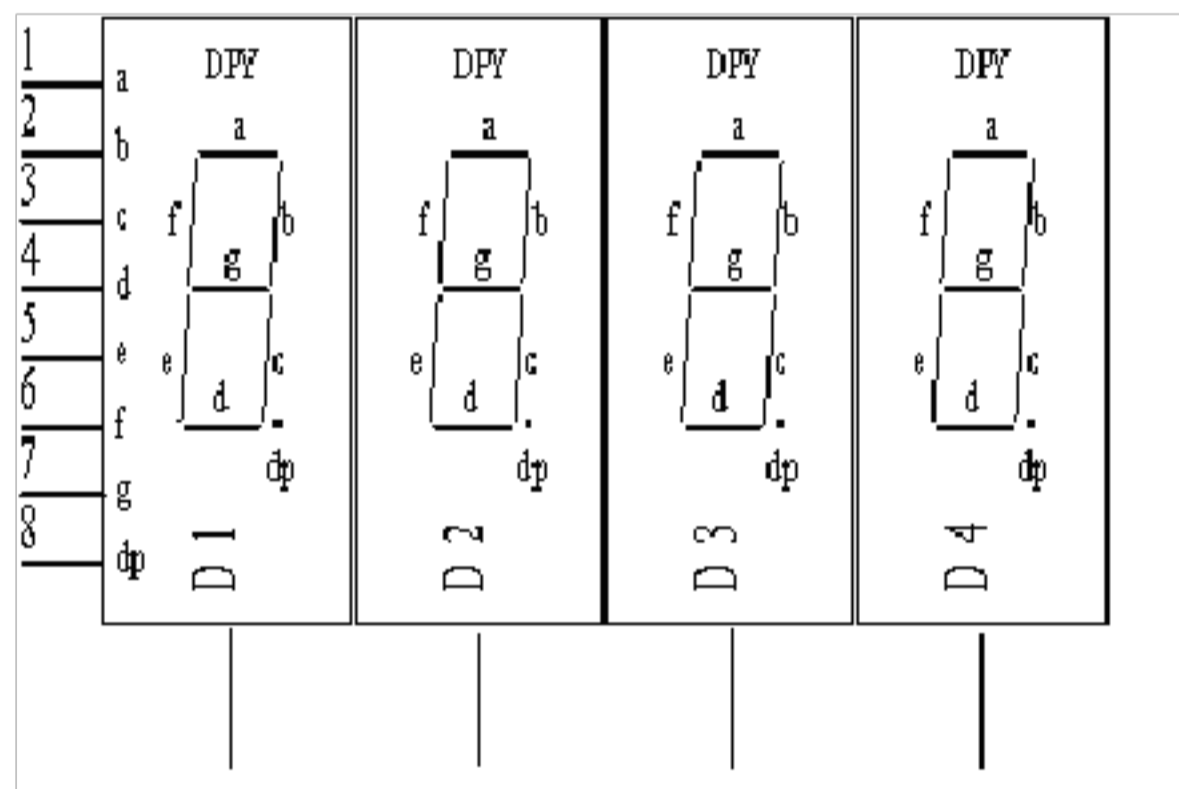 1
DPY DPY DPY DPY
a
2
a a a a
b
3
f b f b f b f b
c
4
g g g g
d
5
e
e c e c e c e c
6
d d d d
f
7
dp dp dp dp
g
8
dp
D1 D2 D3 D4